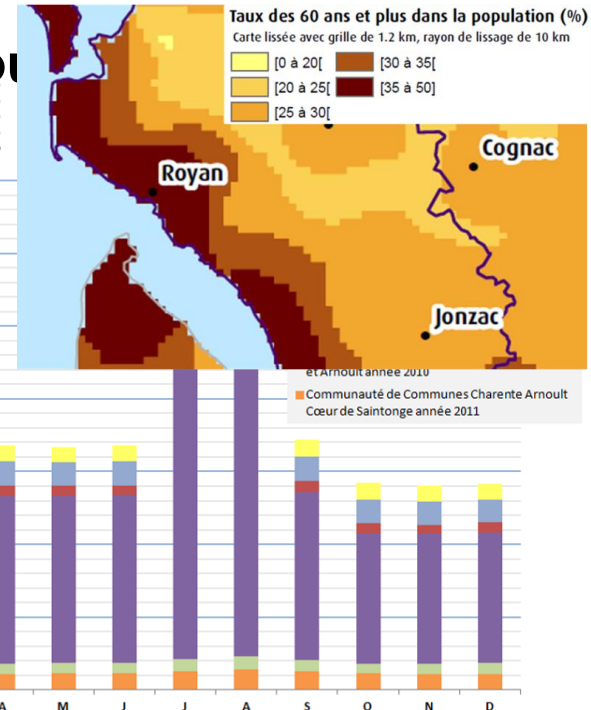 Taux des 60 ans et plus dans la population (%)
Carte lissée avec grille de 1.2 km, rayon de lissage de 10 km
[0 à 20[
[30 à 35[
[20 à 25[
[35 à 50]
[25 à 30[
Cognac
Royan
Jonzac
et Arnoult année 2010
Communauté de Communes Charente Arnoult
Cœur de Saintonge année 2011
A M J J A S O N D